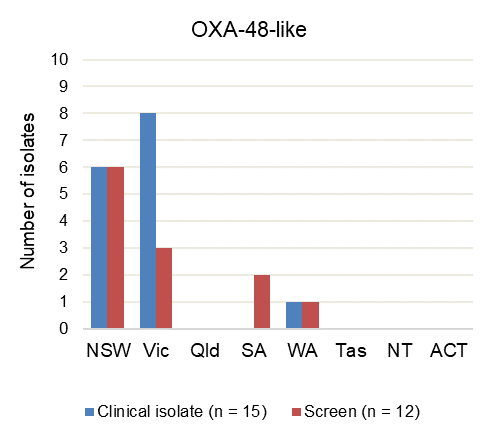 OXA-48-like
10
9
8
7
6
5
4
3
2
1
0
Number of isolates
NSW Vic Qld SA WA Tas NT ACT
Clinical isolate (n = 15) Screen (n = 12)